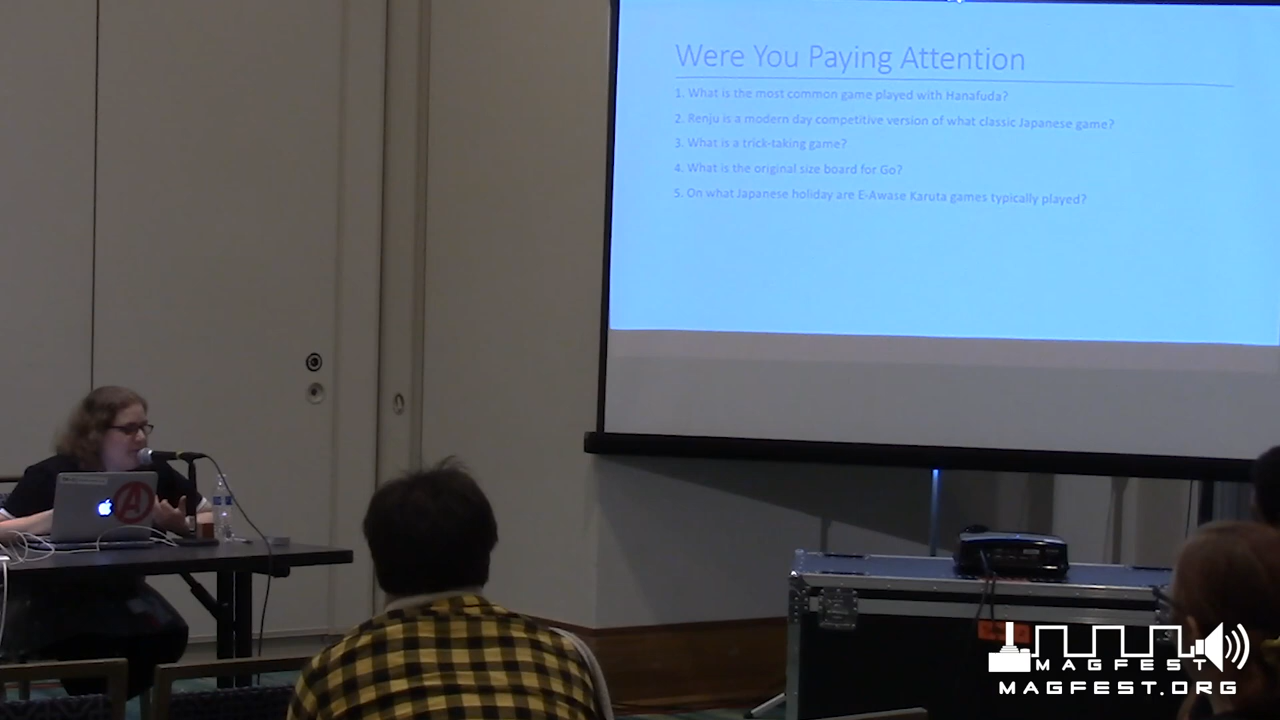 Were You Paying Attention
1. What is the most common game played with Hanafuda?
2. Renju is a modern day competitive version of what classic Japanese game?
3. What is a trick-taking game?
4. What is the original size board for Go?
5. On what Japanese holiday are E-Awase Karuta games typically played?
MAGFEST
MAGFEST.ORG